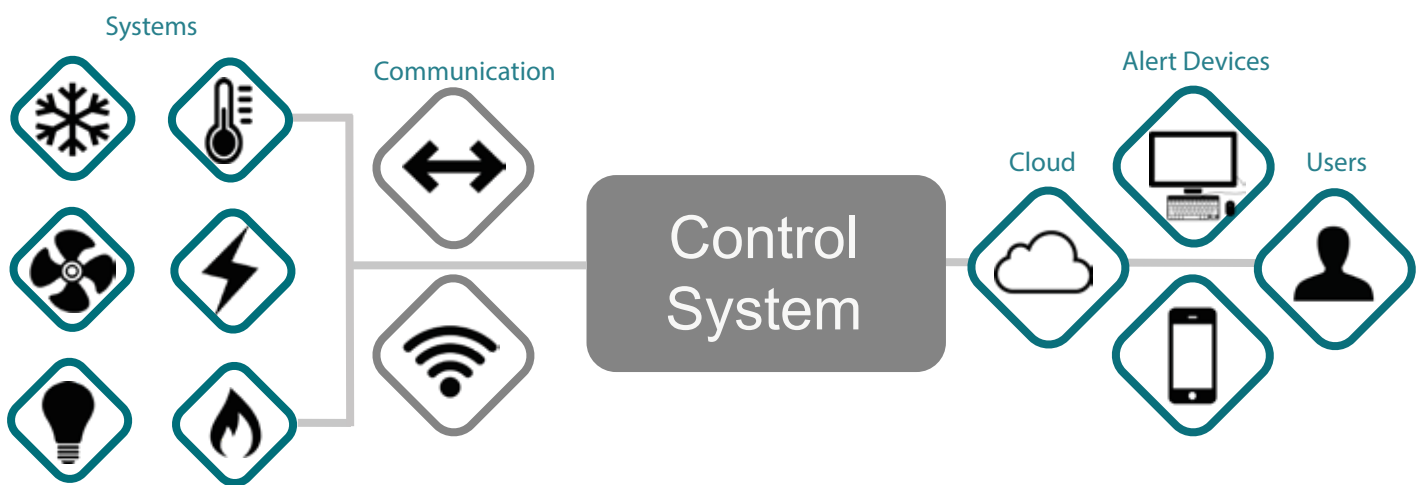 Systems
Communication
Control
System
Cloud
Alert Devices
Users